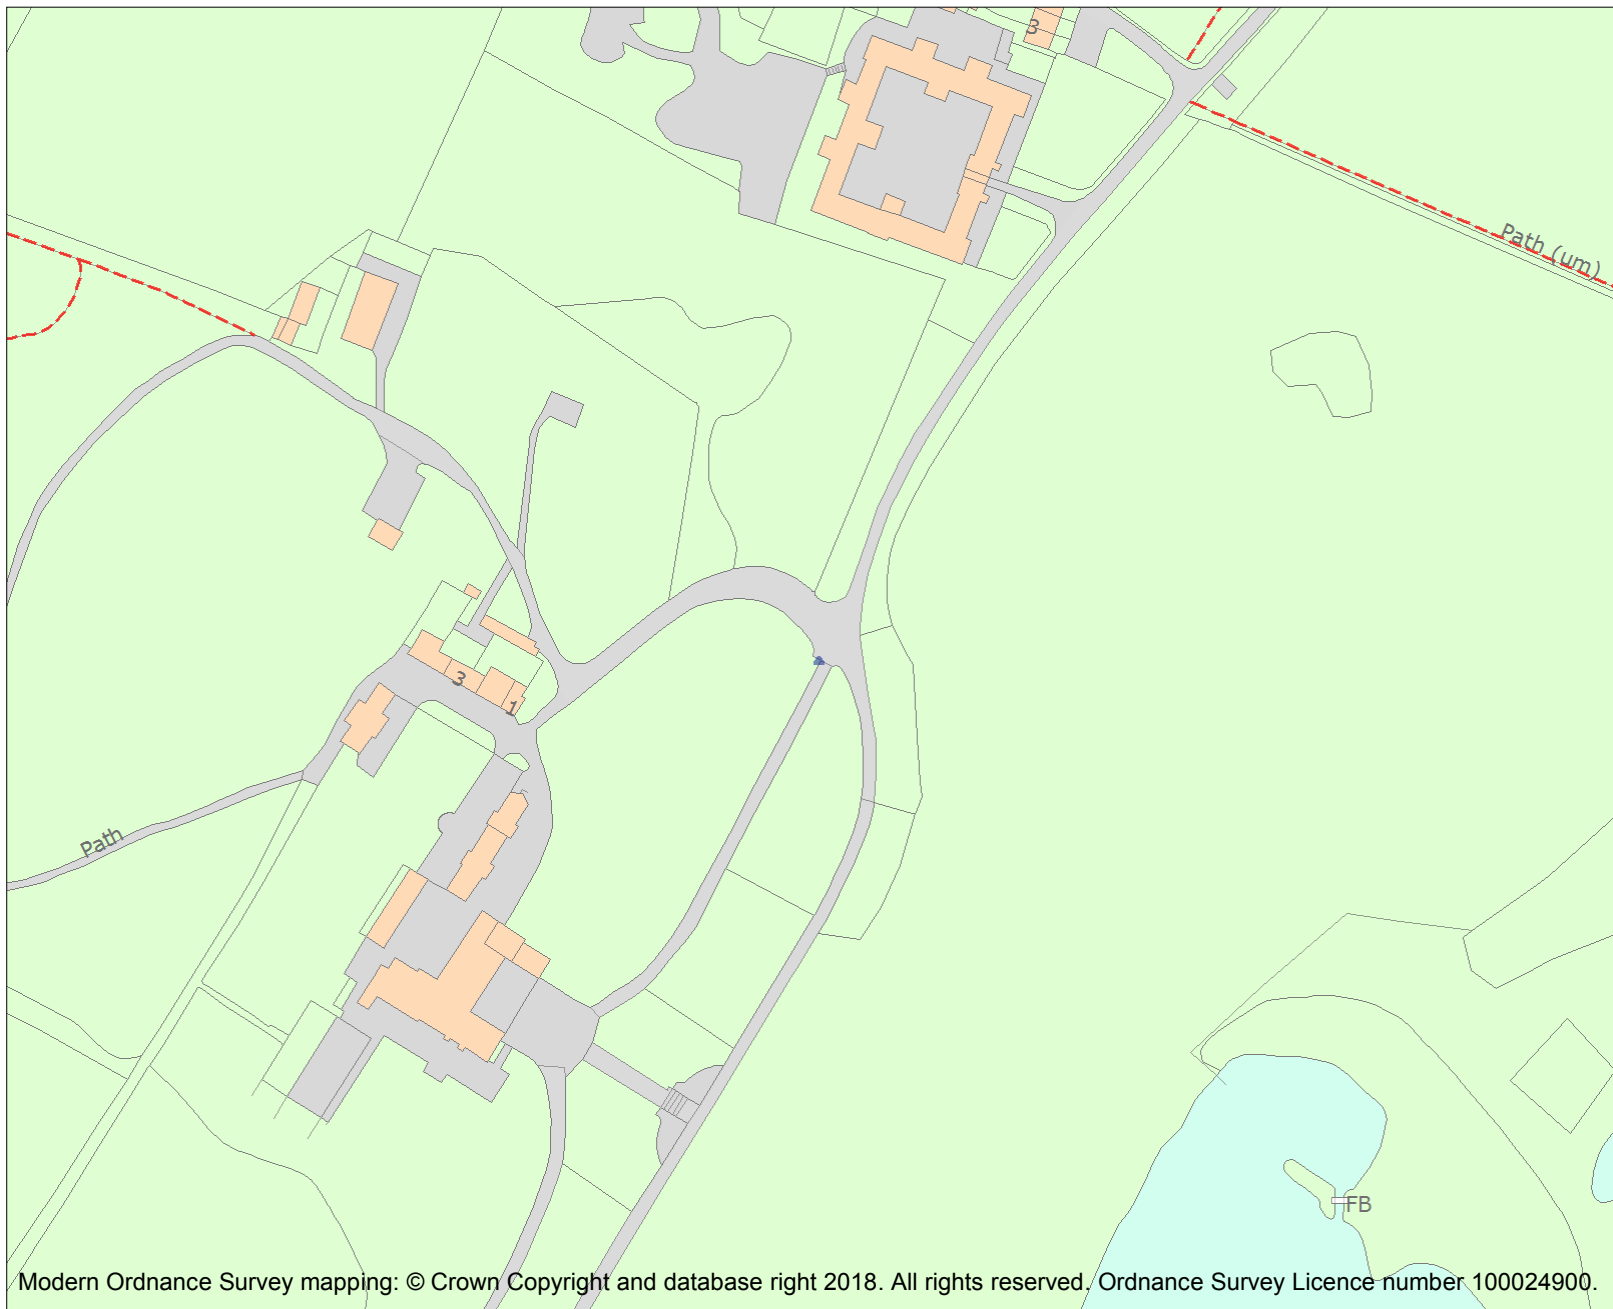 3
Path (um)
3
1
Path
FB
Modern Ordnance Survey mapping: © Crown Copyright and database right 2018. All rights reserved. Ordnance Survey Licence number 100024900.